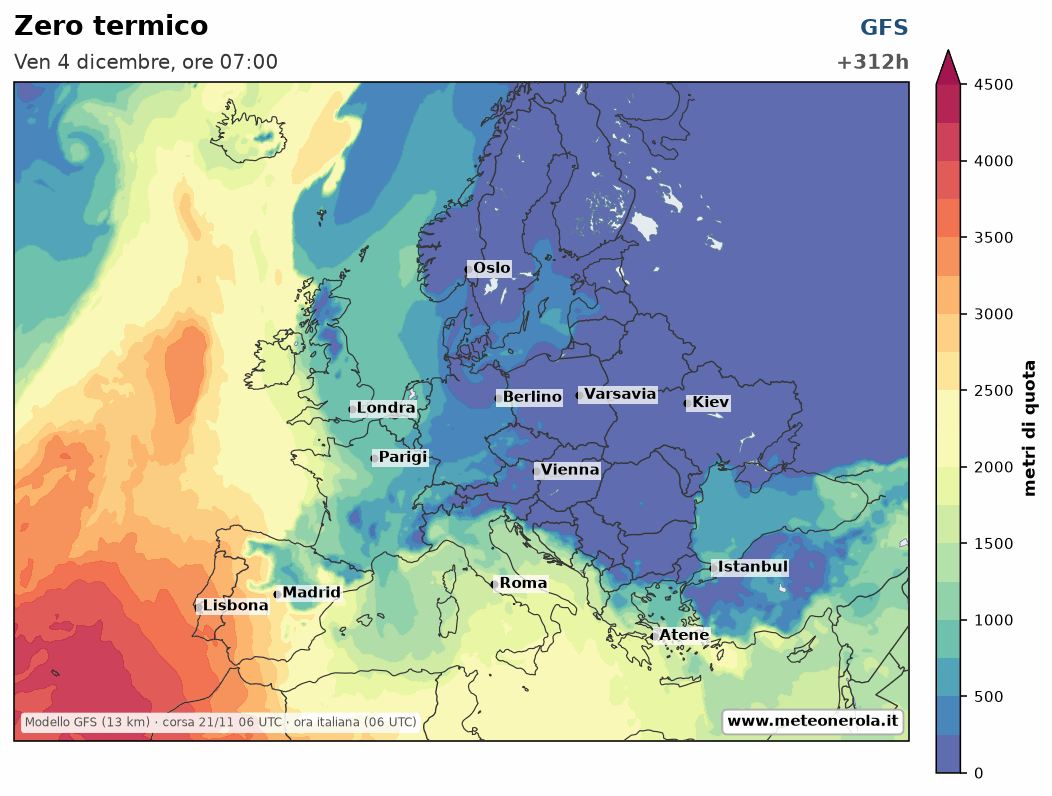 Zero termico
GFS
Ven 4 dicembre, ore 07:00
+312h
4500
4000
3500
3000
2500
2000
1500
1000
500
0
metri di quota
Oslo
Berlino
Varsavia
Kiev
Londra
Parigi
Vienna
Istanbul
Roma
Madrid
Lisbona
Atene
Modello GFS (13 km) · corsa 21/11 06 UTC · ora italiana (06 UTC)
www.meteonerola.it